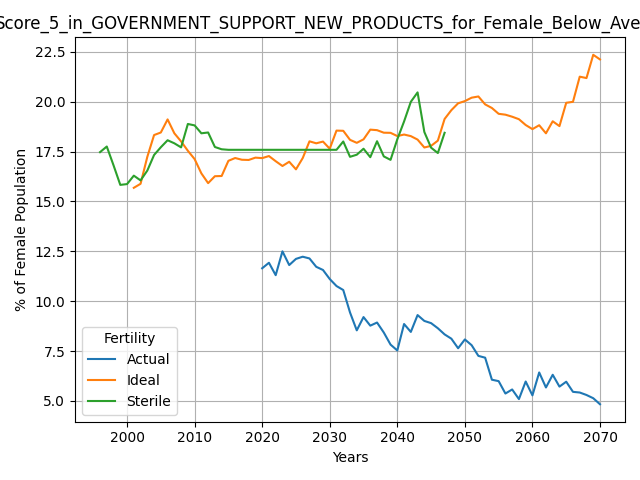 Score_5_in_GOVERNMENT_SUPPORT_NEW_PRODUCTS_for_Female_Below_Ave
22.5
20.0
17.5
15.0
12.5
10.0
7.5
5.0
% of Female Population
Fertility
Actual
Ideal
Sterile
2000 2010 2020 2030 2040 2050 2060 2070
Years